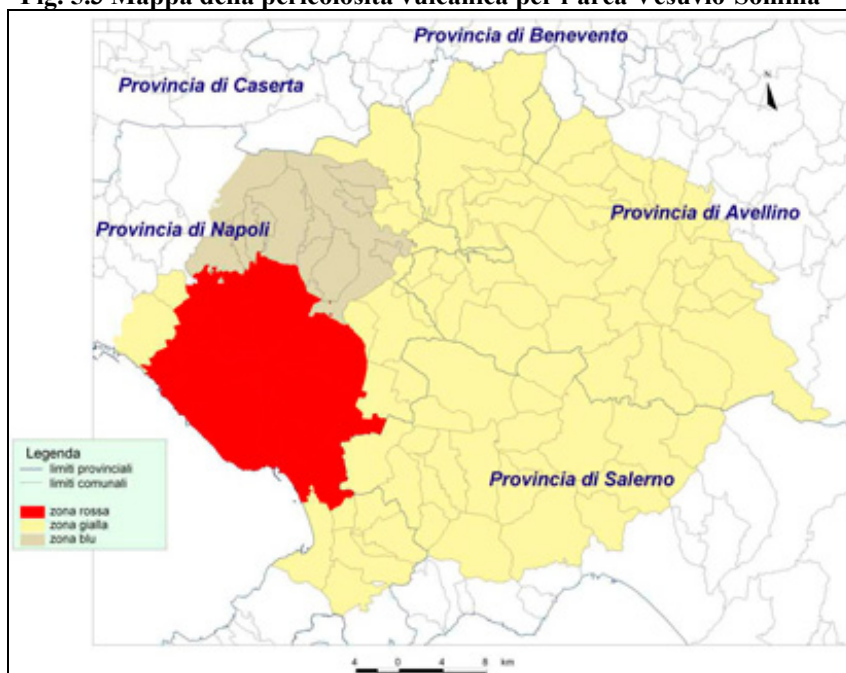 Fig. 5.3 Mappa della pericolosità vulcanica per l'area Vesuvio-Somma
Provincia di Benevento
Provincia di Caserta
N
Provincia di Avellino
Provincia di Napoli
Legenda
limiti provinciali
limiti comunali
zona rossa
zona gialla
zona blu
Provincia di Salerno
4 0 4 8 km